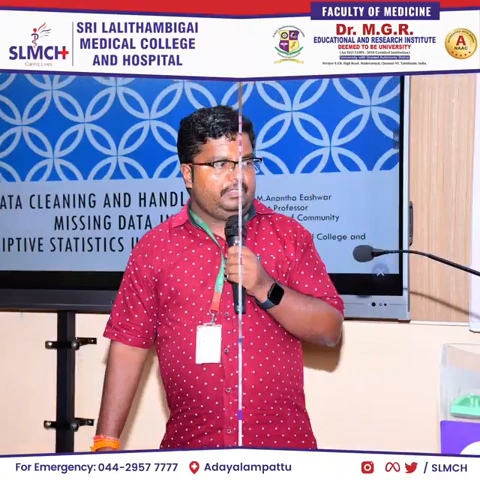 SLMCH
Caring Lives
SRI LALITHAMBIGAI
MEDICAL COLLEGE
AND HOSPITAL
FACULTY OF MEDICINE
Dr. M.G.R.
EDUCATIONAL AND RESEARCH INSTITUTE
DEEMED TO BE UNIVERSITY
University with Graded Autonomy Status
A
NAAC
ATA CLEANING AND HANDL
MISSING DATA IN
IPTIVE STATISTICS U
M.Anantha Eashwar
Professor
of Community
l College and
For Emergency: 044-2957 7777
Adayalampattu
/ SLMCH